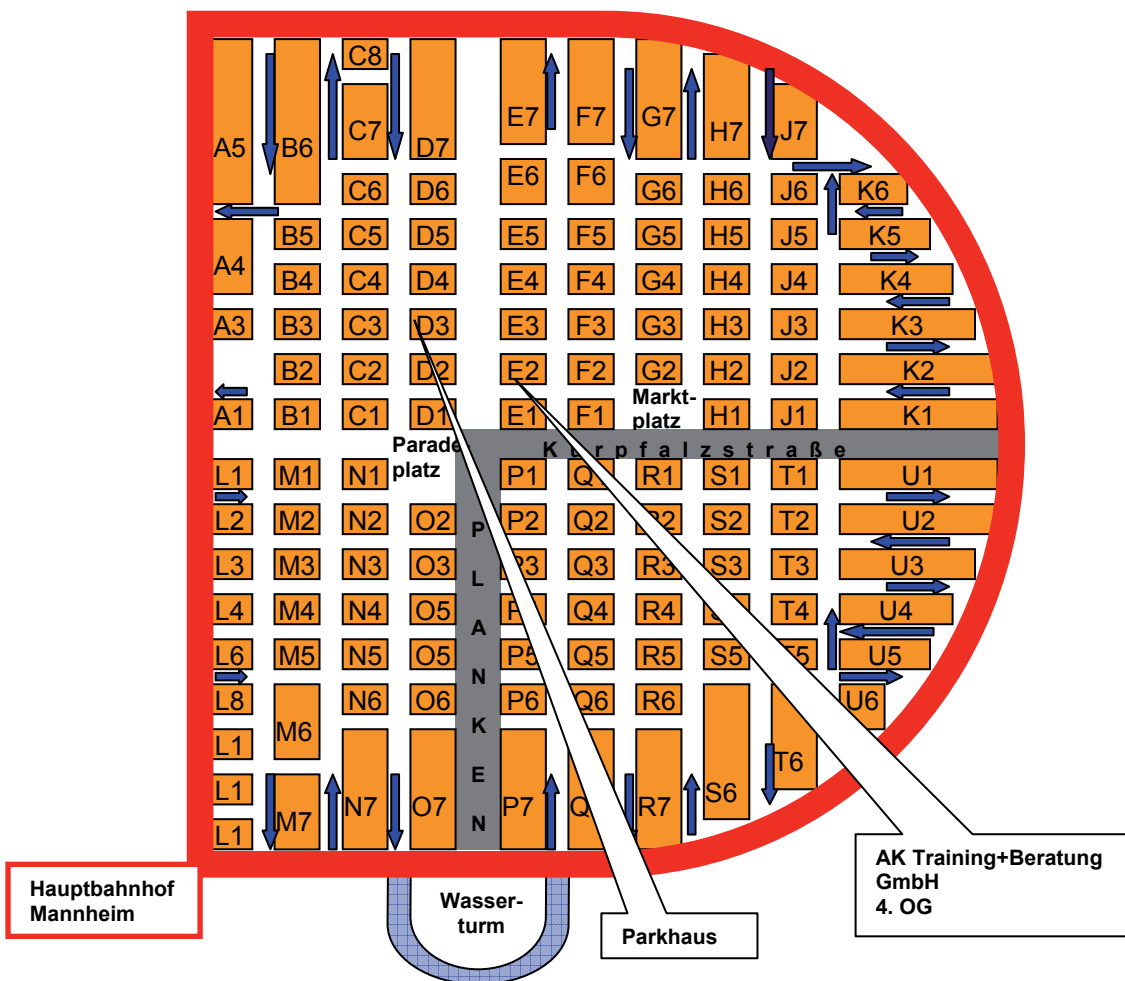 C8
C7 E7 F7 G7 H7 J7
A5 B6 D7
E6 F6
C6 D6 G6 H6 J6 K6
B5 C5 D5 E5 F5 G5 H5 J5 K5
A4 B4 C4 D4 E4 F4 G4 H4 J4 K4
A3 B3 C3 D3 E3 F3 G3 H3 J3 K3
B2 C2 D2 E2 F2 G2 H2 J2 K2
Markt-
platz
A1 B1 C1 D1 E1 F1 H1 J1 K1
Kurpfalzstraße
Parade
platz
L1 M1 N1 P1 Q1 R1 S1 T1 U1
L2 M2 N2 O2 P2 Q2 R2 S2 T2 U2
L3 M3 N3 O3 P3 Q3 R3 S3 T3 U3
L4 M4 N4 O5 Q4 R4 T4 U4
L6 M5 N5 O5 P5 Q5 R5 S5 T5 U5
L8 N6 O6 P6 Q6 R6 U6
PLANKEN
L1 M6
L1 T6
L1 M7 N7 O7 P7 R7 S6
Hauptbahnhof
Mannheim
Wasser-
turm
Parkhaus
AK Training+Beratung
GmbH
4. OG